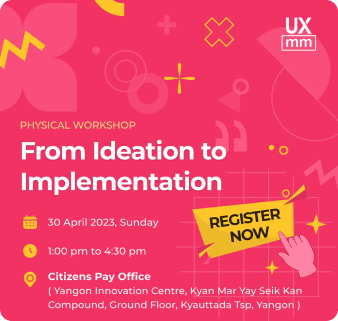 UX
mm
PHYSICAL WORKSHOP
From Ideation to
Implementation
30 April 2023, Sunday
1:00 pm to 4:30 pm
Citizens Pay Office
( Yangon Innovation Centre, Kyan Mar Yay Seik Kan
Compound, Ground Floor, Kyauttada Tsp, Yangon )
REGISTER
NOW